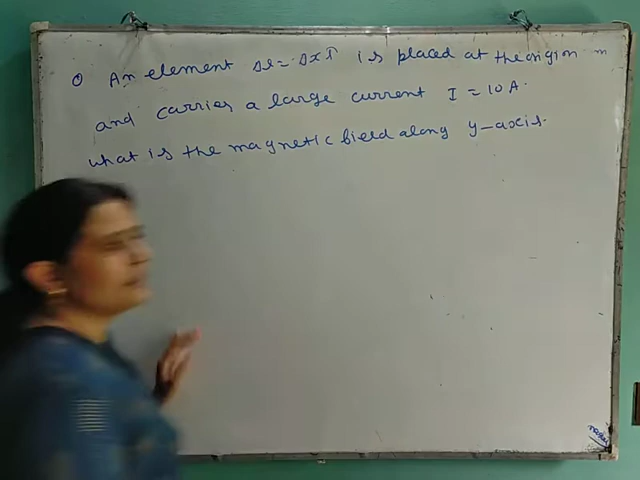 An element Δl = Δx î is placed at the origin
and carries a large current I = 10 A.
what is the magnetic field along y-axis.